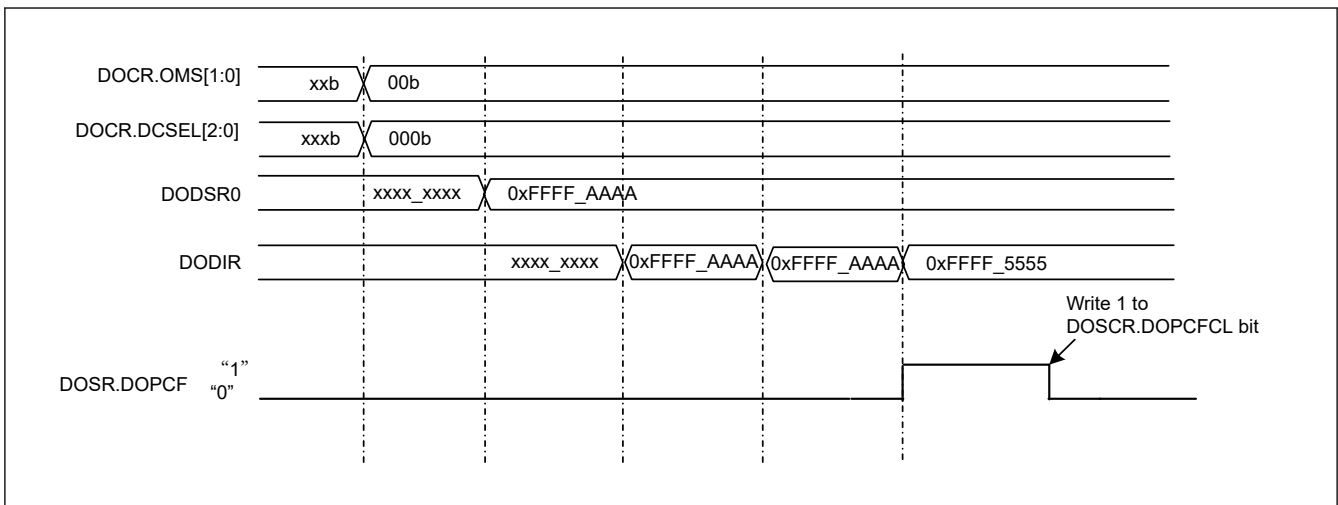 DOCR.OMS[1:0] xxb 00b
DOCR.DCSEL[2:0] xxxb 000b
DODSR0 xxxx_xxxx 0xFFFF_AAAA
DODIR xxxx_xxxx 0xFFFF_AAAA 0xFFFF_AAAA 0xFFFF_5555
Write 1 to
DOSCR.DOPCFCL bit
“1”
DOSR.DOPCF “0”